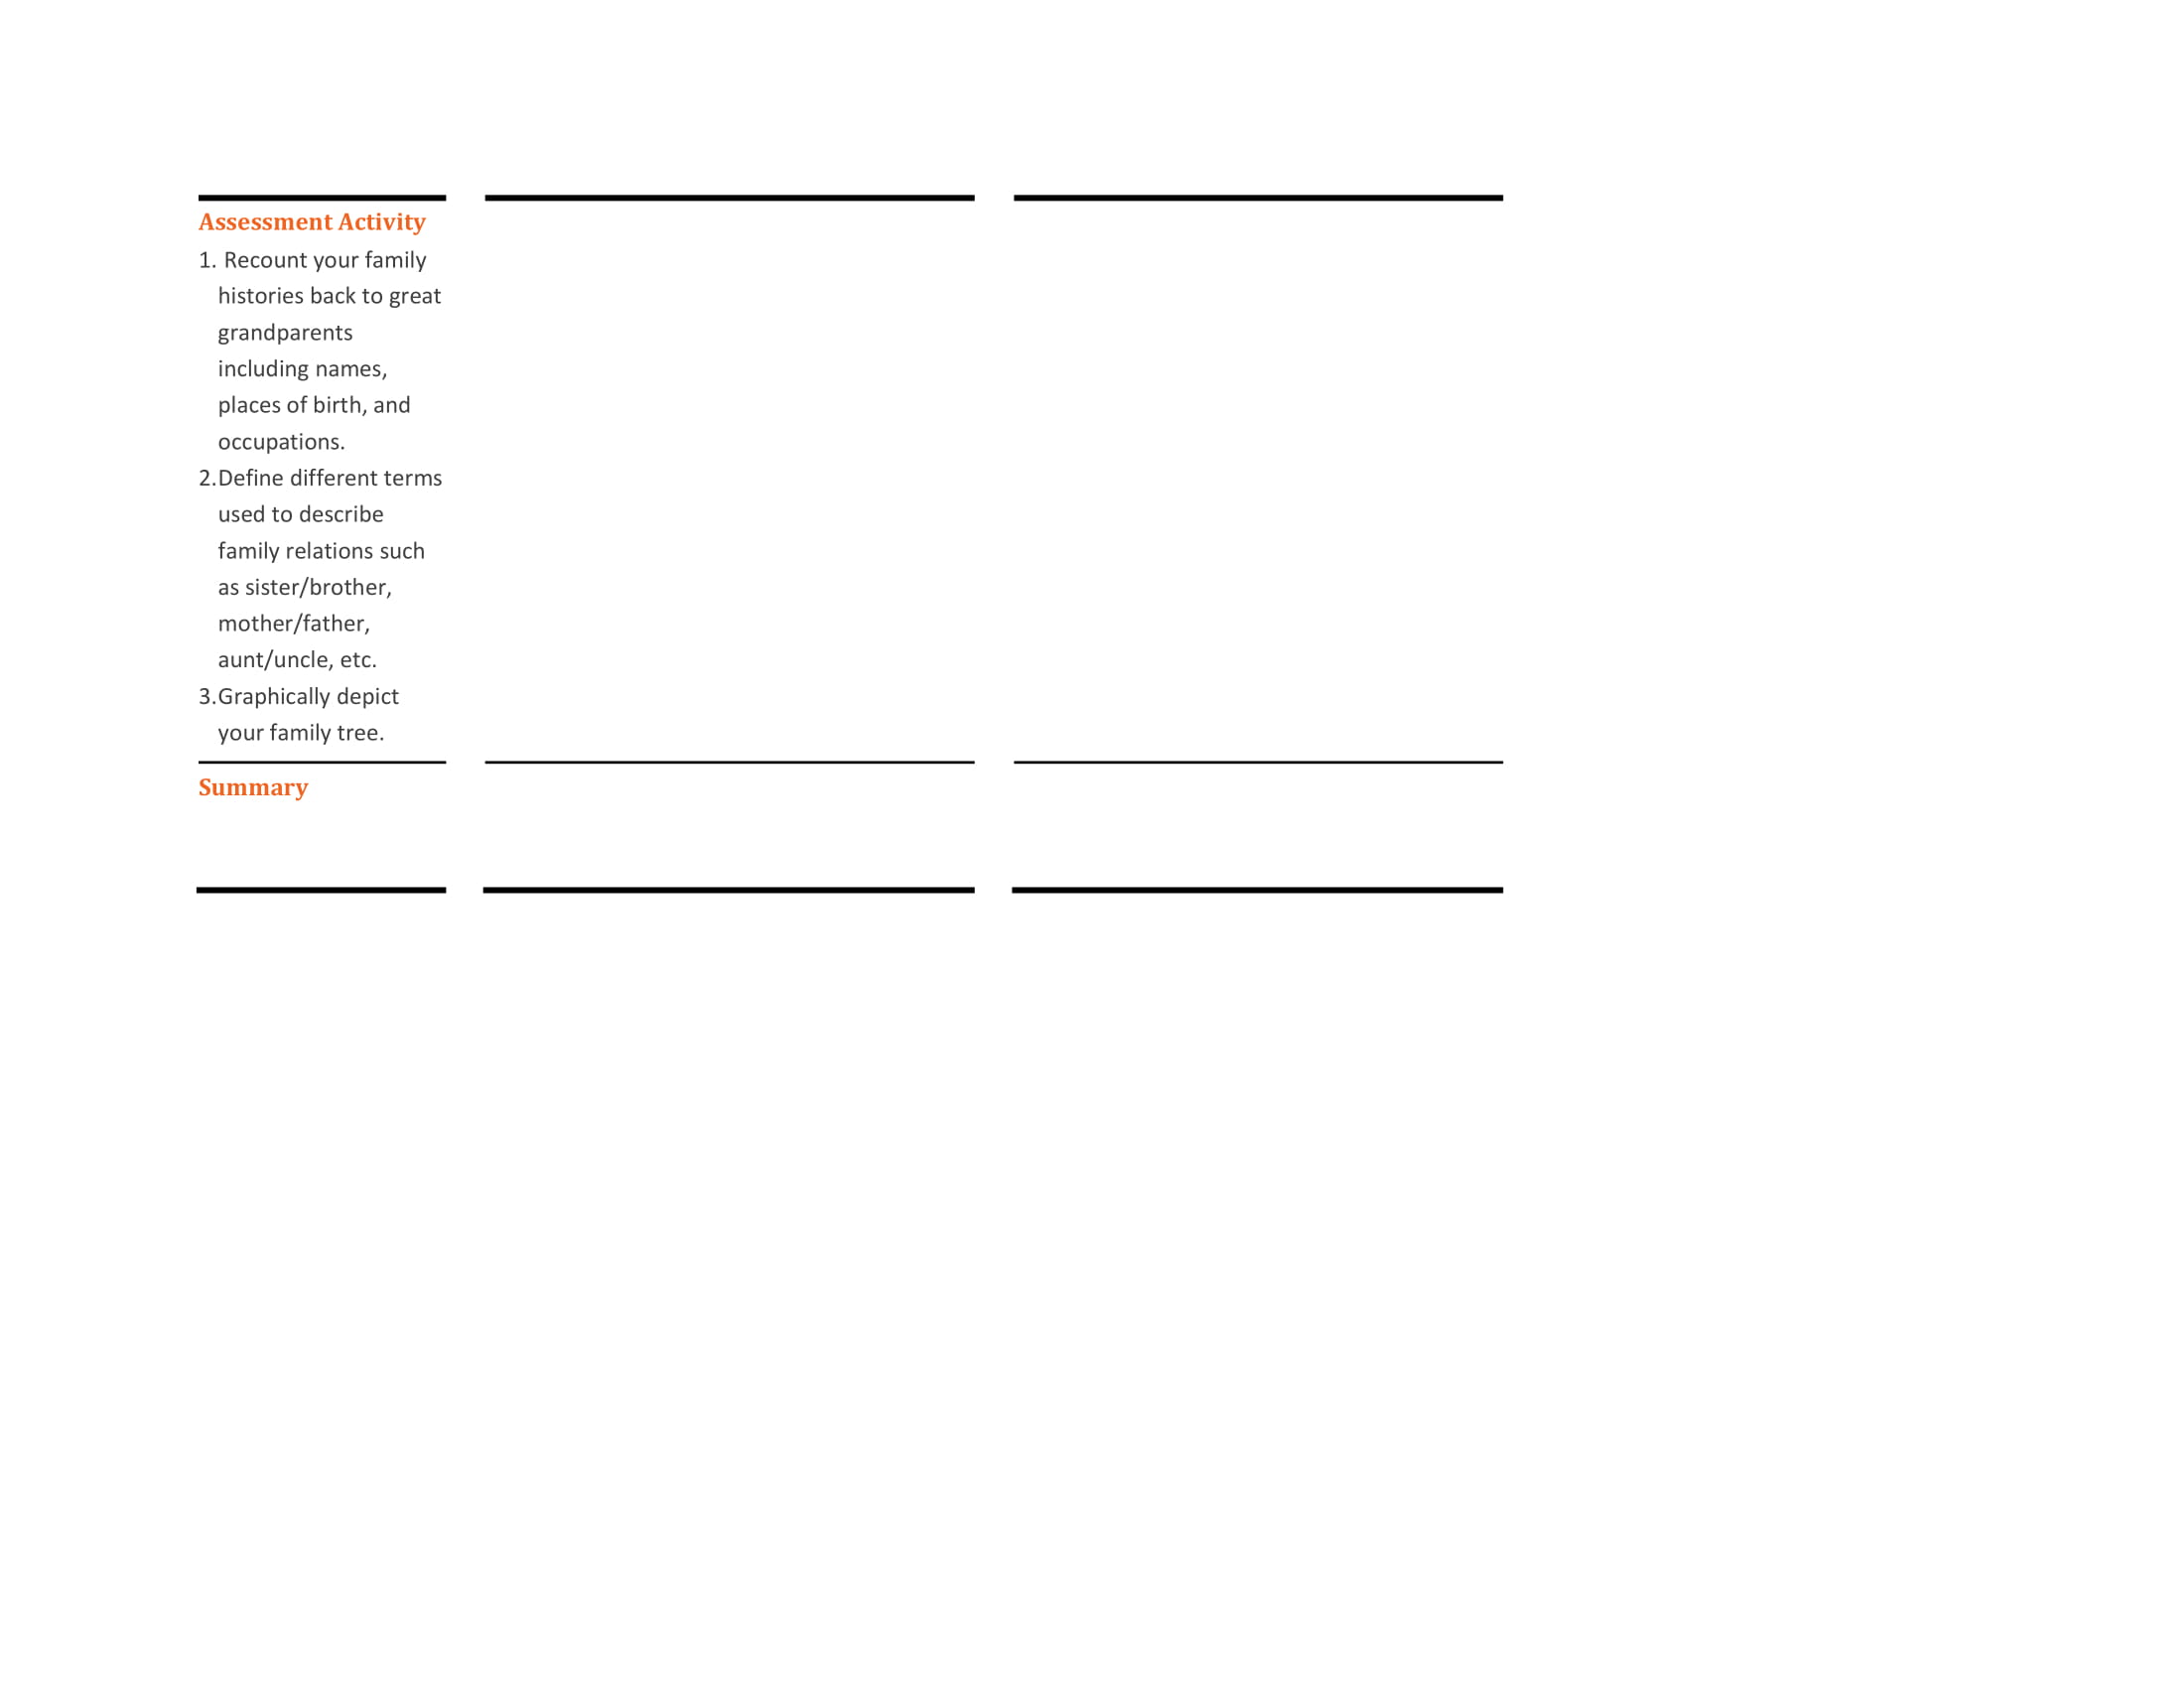 Assessment Activity
1. Recount your family
histories back to great
grandparents
including names,
places of birth, and
occupations.
2.Define different terms
used to describe
family relations such
as sister/brother,
mother/father,
aunt/uncle, etc.
3.Graphically depict
your family tree.
Summary